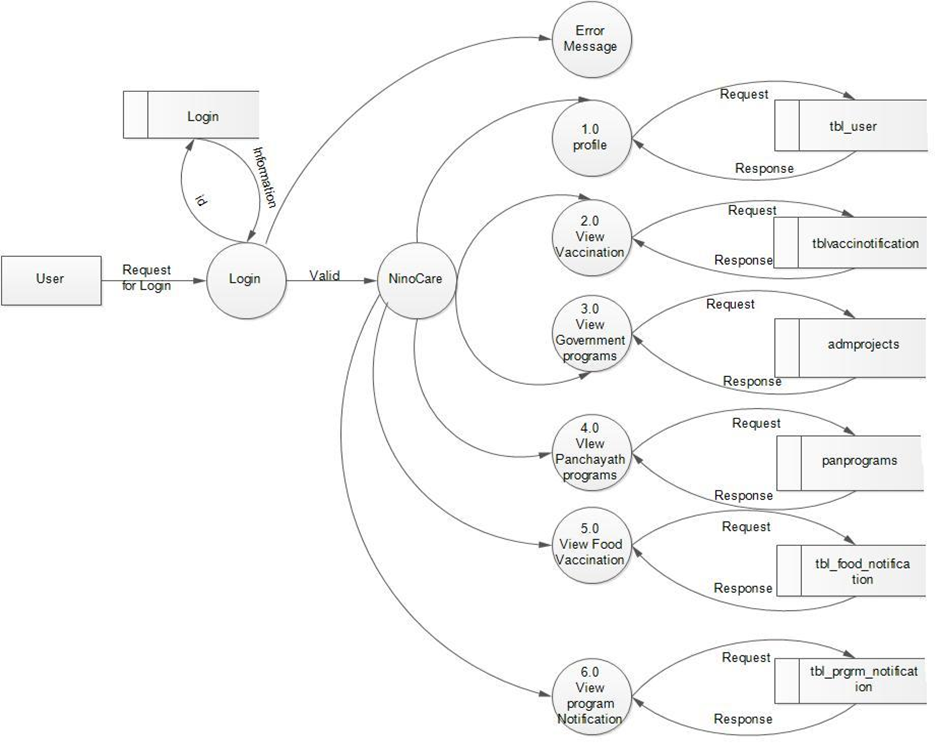 Error
Message
Login
Information
id
User
Request
for Login
Login
Valid
NinoCare
1.0
profile
Request
Response
tbl_user
2.0
View
Vaccination
Request
Response
tblvaccinotification
3.0
View
Government
programs
Request
Response
admprojects
4.0
VIew
Panchayath
programs
Request
Response
panprograms
5.0
View Food
Vaccination
Request
Response
tbl_food_notifica
tion
6.0
View
program
Notification
Request
Response
tbl_prgrm_notificat
ion